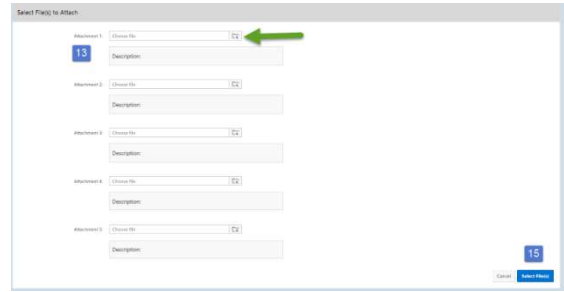 Select File(s) to Attach
Attachment 1: Choose File
13
Description:
Attachment 2: Choose File
Description:
Attachment 3: Choose File
Description:
Attachment 4: Choose File
Description:
Attachment 5: Choose File
Description:
15
Cancel Select File(s)